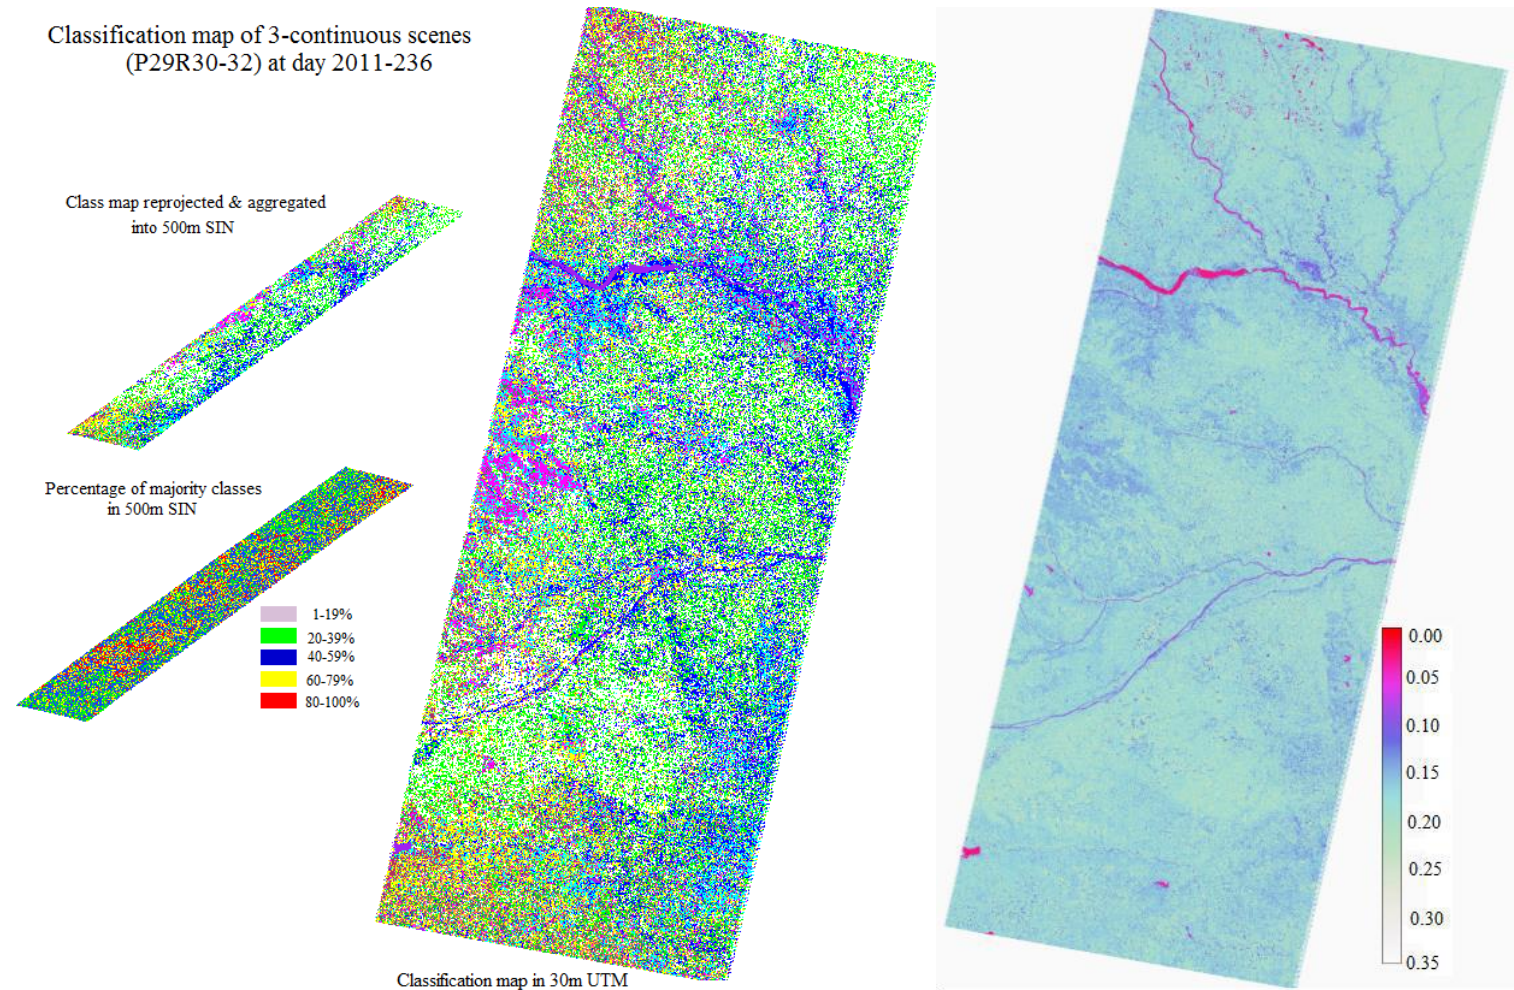 Classification map of 3-continuous scenes
(P29R30-32) at day 2011-236
Class map reprojected & aggregated
into 500m SIN
Percentage of majority classes
in 500m SIN
1-19%
20-39%
40-59%
60-79%
80-100%
Classification map in 30m UTM
0.00
0.05
0.10
0.15
0.20
0.25
0.30
0.35